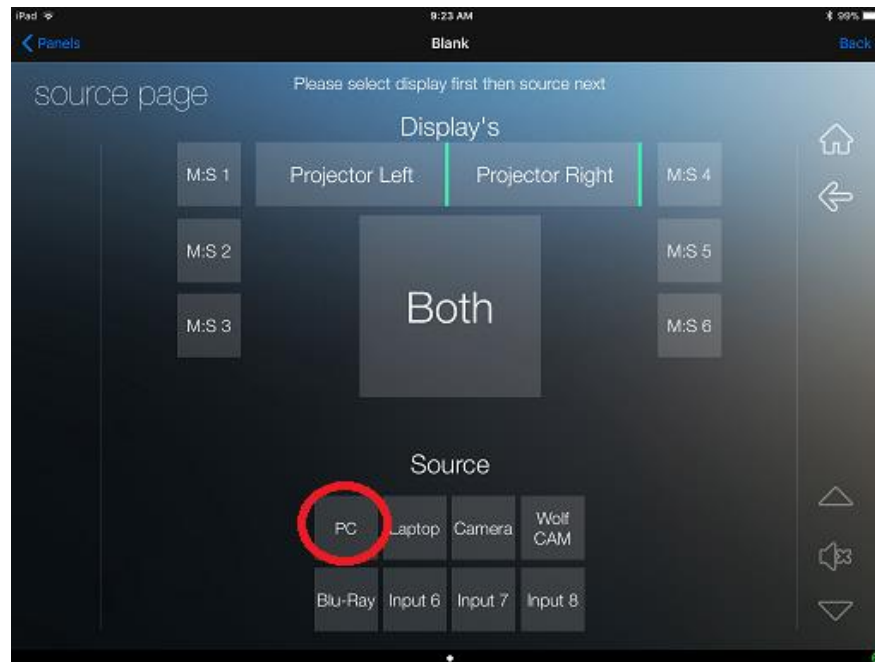 iPad 9:23 AM 99%
Panels Blank Back
source page
Please select display first then source next
Display's
M:S 1 Projector Left Projector Right M:S 4
M:S 2 M:S 5
Both
M:S 3 M:S 6
Source
PC Laptop Camera Wolf CAM
Blu-Ray Input 6 Input 7 Input 8